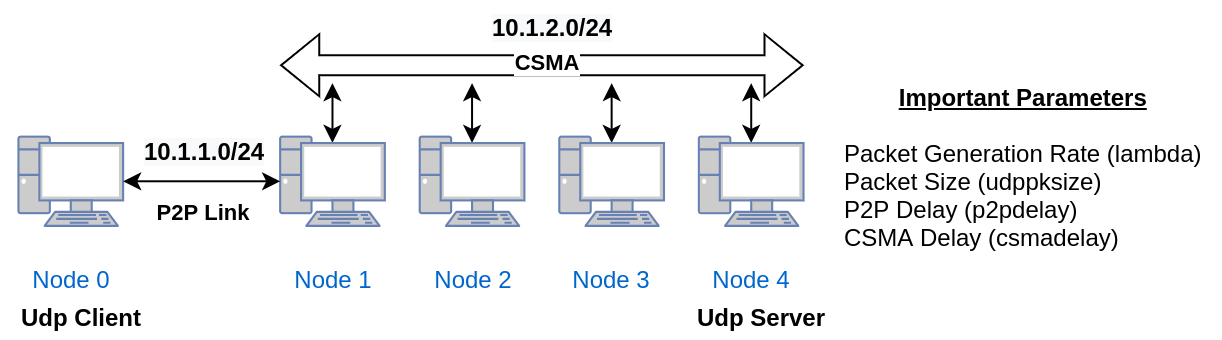 10.1.2.0/24
CSMA
Important Parameters
10.1.1.0/24
P2P Link
Packet Generation Rate (lambda)
Packet Size (udppksize)
P2P Delay (p2pdelay)
CSMA Delay (csmadelay)
Node 0
Node 1
Node 2
Node 3
Node 4
Udp Client
Udp Server